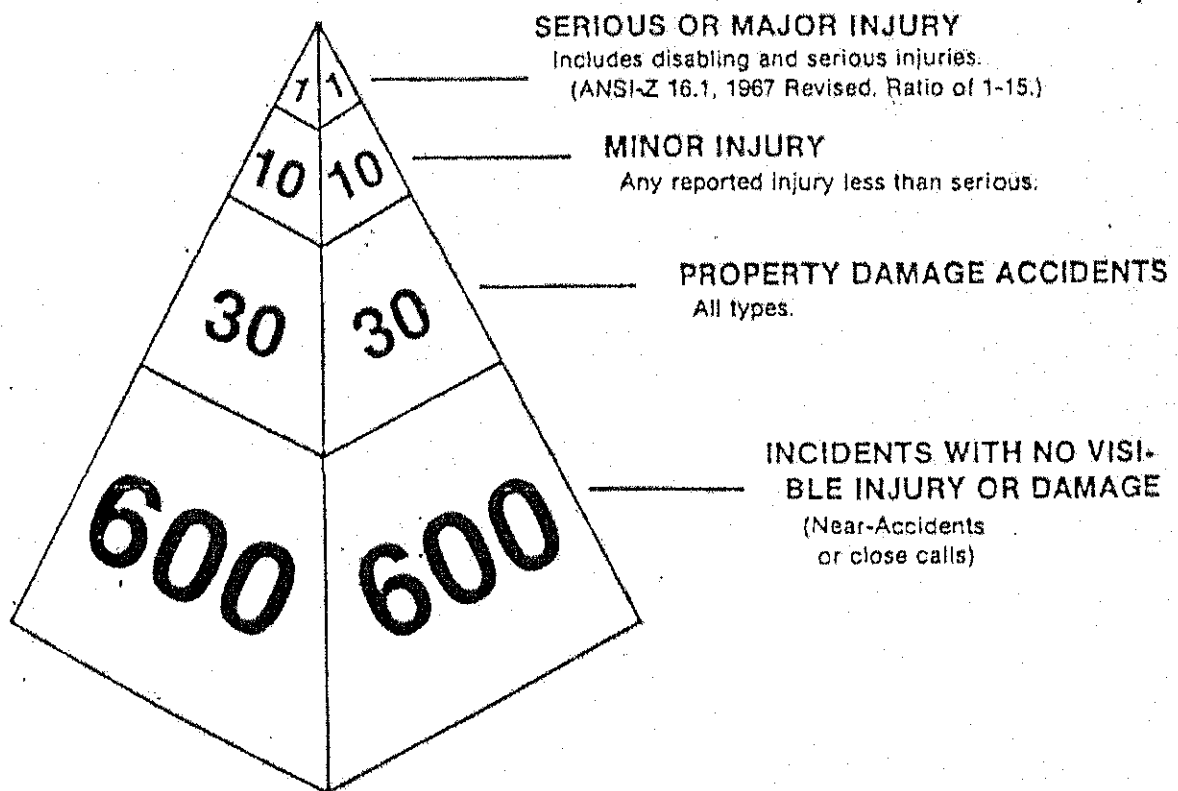 SERIOUS OR MAJOR INJURY
Includes disabling and serious injuries.
(ANSI-Z 16.1, 1967 Revised. Ratio of 1-15.)
1 1
MINOR INJURY
Any reported injury less than serious.
10 10
PROPERTY DAMAGE ACCIDENTS
All types.
30 30
INCIDENTS WITH NO VISI-
BLE INJURY OR DAMAGE
(Near-Accidents
or close calls)
600 600